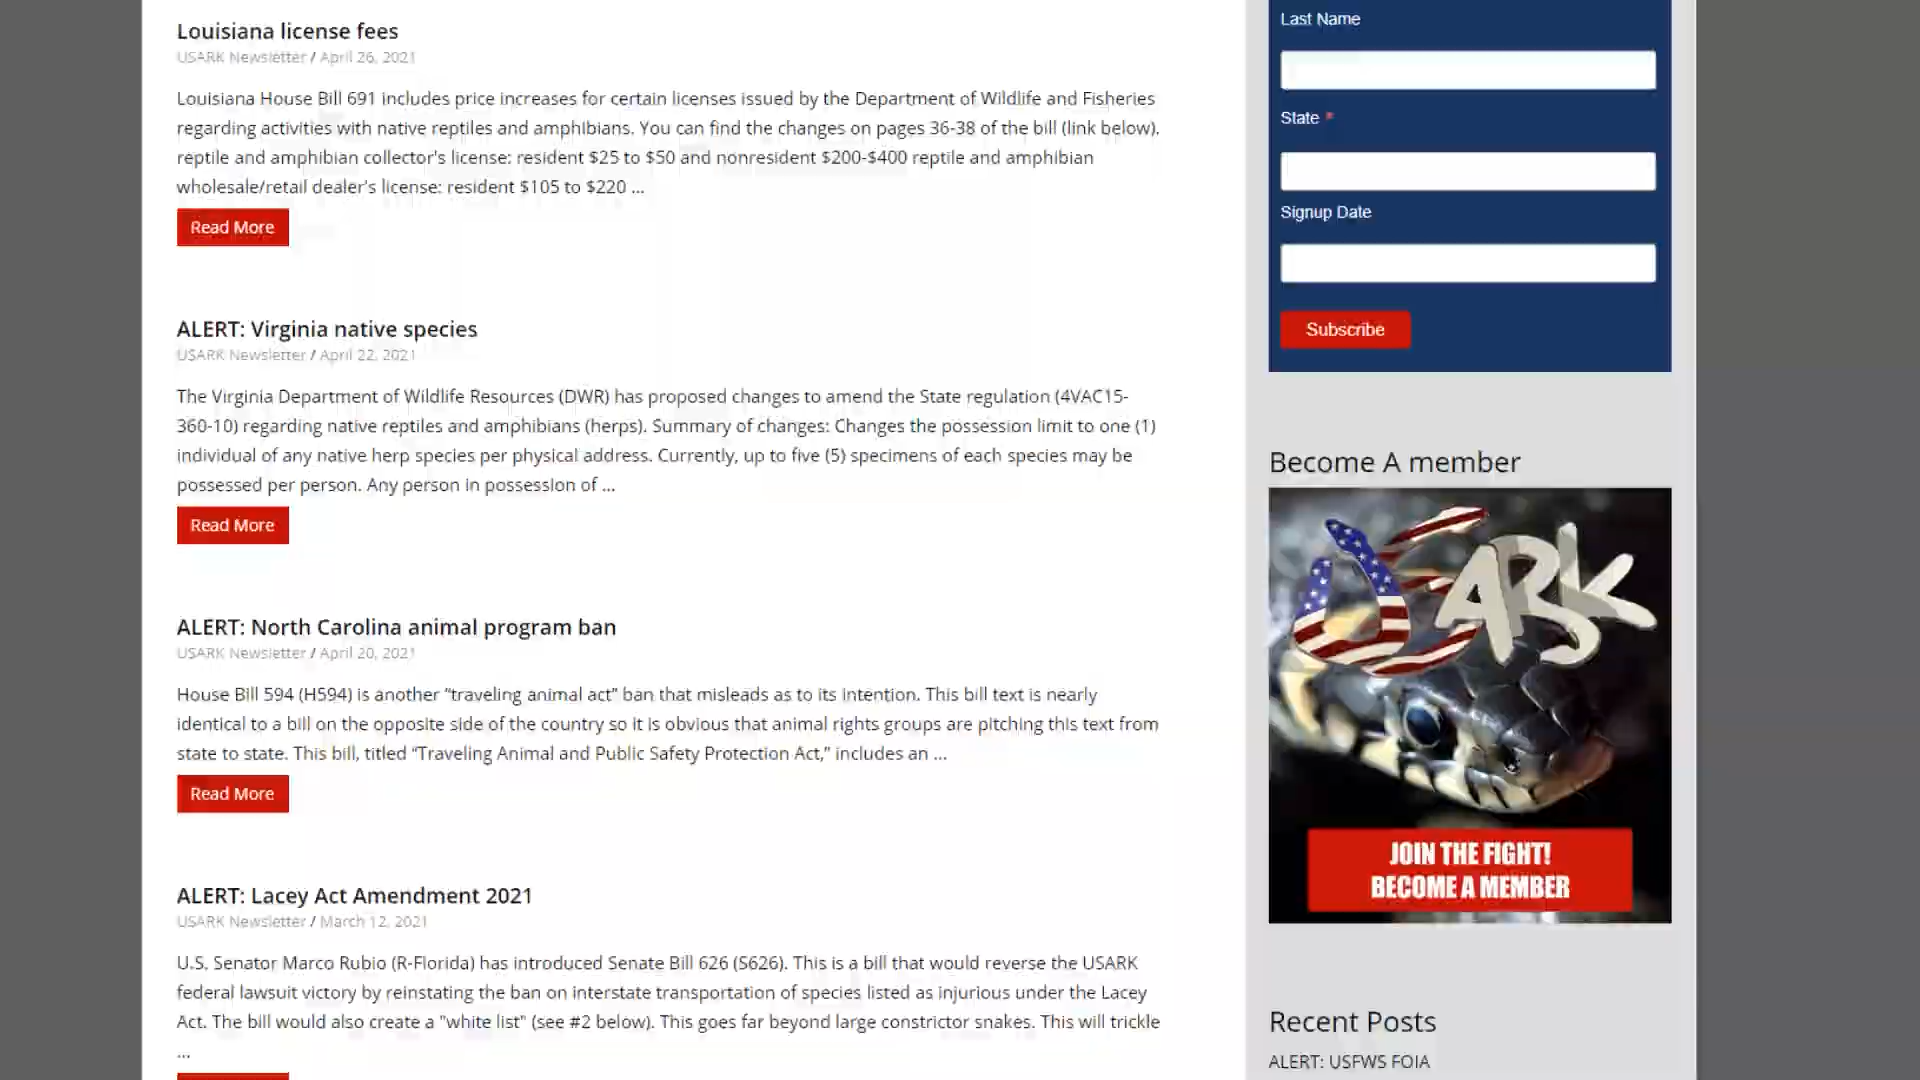 Louisiana license fees
USARK Newsletter / April 26, 2021
Louisiana House Bill 691 includes price increases for certain licenses issued by the Department of Wildlife and Fisheries
regarding activities with native reptiles and amphibians. You can find the changes on pages 36-38 of the bill (link below).
reptile and amphibian collector's license: resident $25 to $50 and nonresident $200-$400 reptile and amphibian
wholesale/retail dealer's license: resident $105 to $220 ...
Read More
ALERT: Virginia native species
USARK Newsletter / April 22, 2021
The Virginia Department of Wildlife Resources (DWR) has proposed changes to amend the State regulation (4VAC15-
360-10) regarding native reptiles and amphibians (herps). Summary of changes: Changes the possession limit to one (1)
individual of any native herp species per physical address. Currently, up to five (5) specimens of each species may be
possessed per person. Any person in possession of ...
Read More
ALERT: North Carolina animal program ban
USARK Newsletter / April 20, 2021
House Bill 594 (H594) is another “traveling animal act” ban that misleads as to its intention. This bill text is nearly
identical to a bill on the opposite side of the country so it is obvious that animal rights groups are pitching this text from
state to state. This bill, titled “Traveling Animal and Public Safety Protection Act,” includes an ...
Read More
ALERT: Lacey Act Amendment 2021
USARK Newsletter / March 12, 2021
U.S. Senator Marco Rubio (R-Florida) has introduced Senate Bill 626 (S626). This is a bill that would reverse the USARK
federal lawsuit victory by reinstating the ban on interstate transportation of species listed as injurious under the Lacey
Act. The bill would also create a "white list" (see #2 below). This goes far beyond large constrictor snakes. This will trickle
...
Last Name
State *
Signup Date
Subscribe
Become A member
USARK
JOIN THE FIGHT!
BECOME A MEMBER
Recent Posts
ALERT: USFWS FOIA